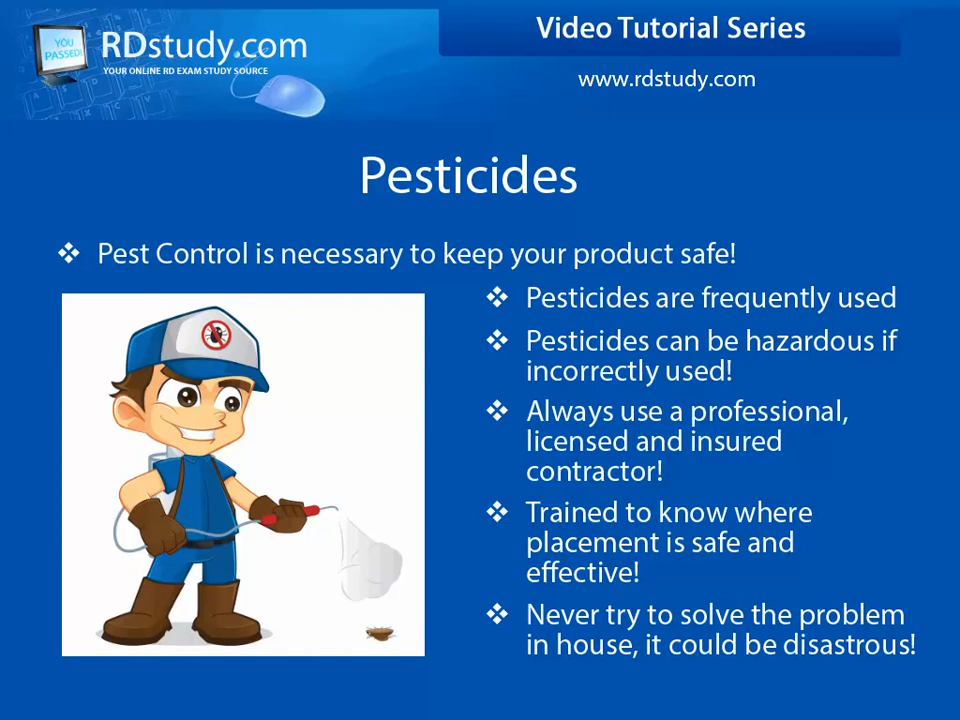 YOU
PASSED!
RDstudy.com
YOUR ONLINE RD EXAM STUDY SOURCE
Video Tutorial Series
www.rdstudy.com
Pesticides
❖ Pest Control is necessary to keep your product safe!
❖ Pesticides are frequently used
❖ Pesticides can be hazardous if
incorrectly used!
❖ Always use a professional,
licensed and insured
contractor!
❖ Trained to know where
placement is safe and
effective!
❖ Never try to solve the problem
in house, it could be disastrous!